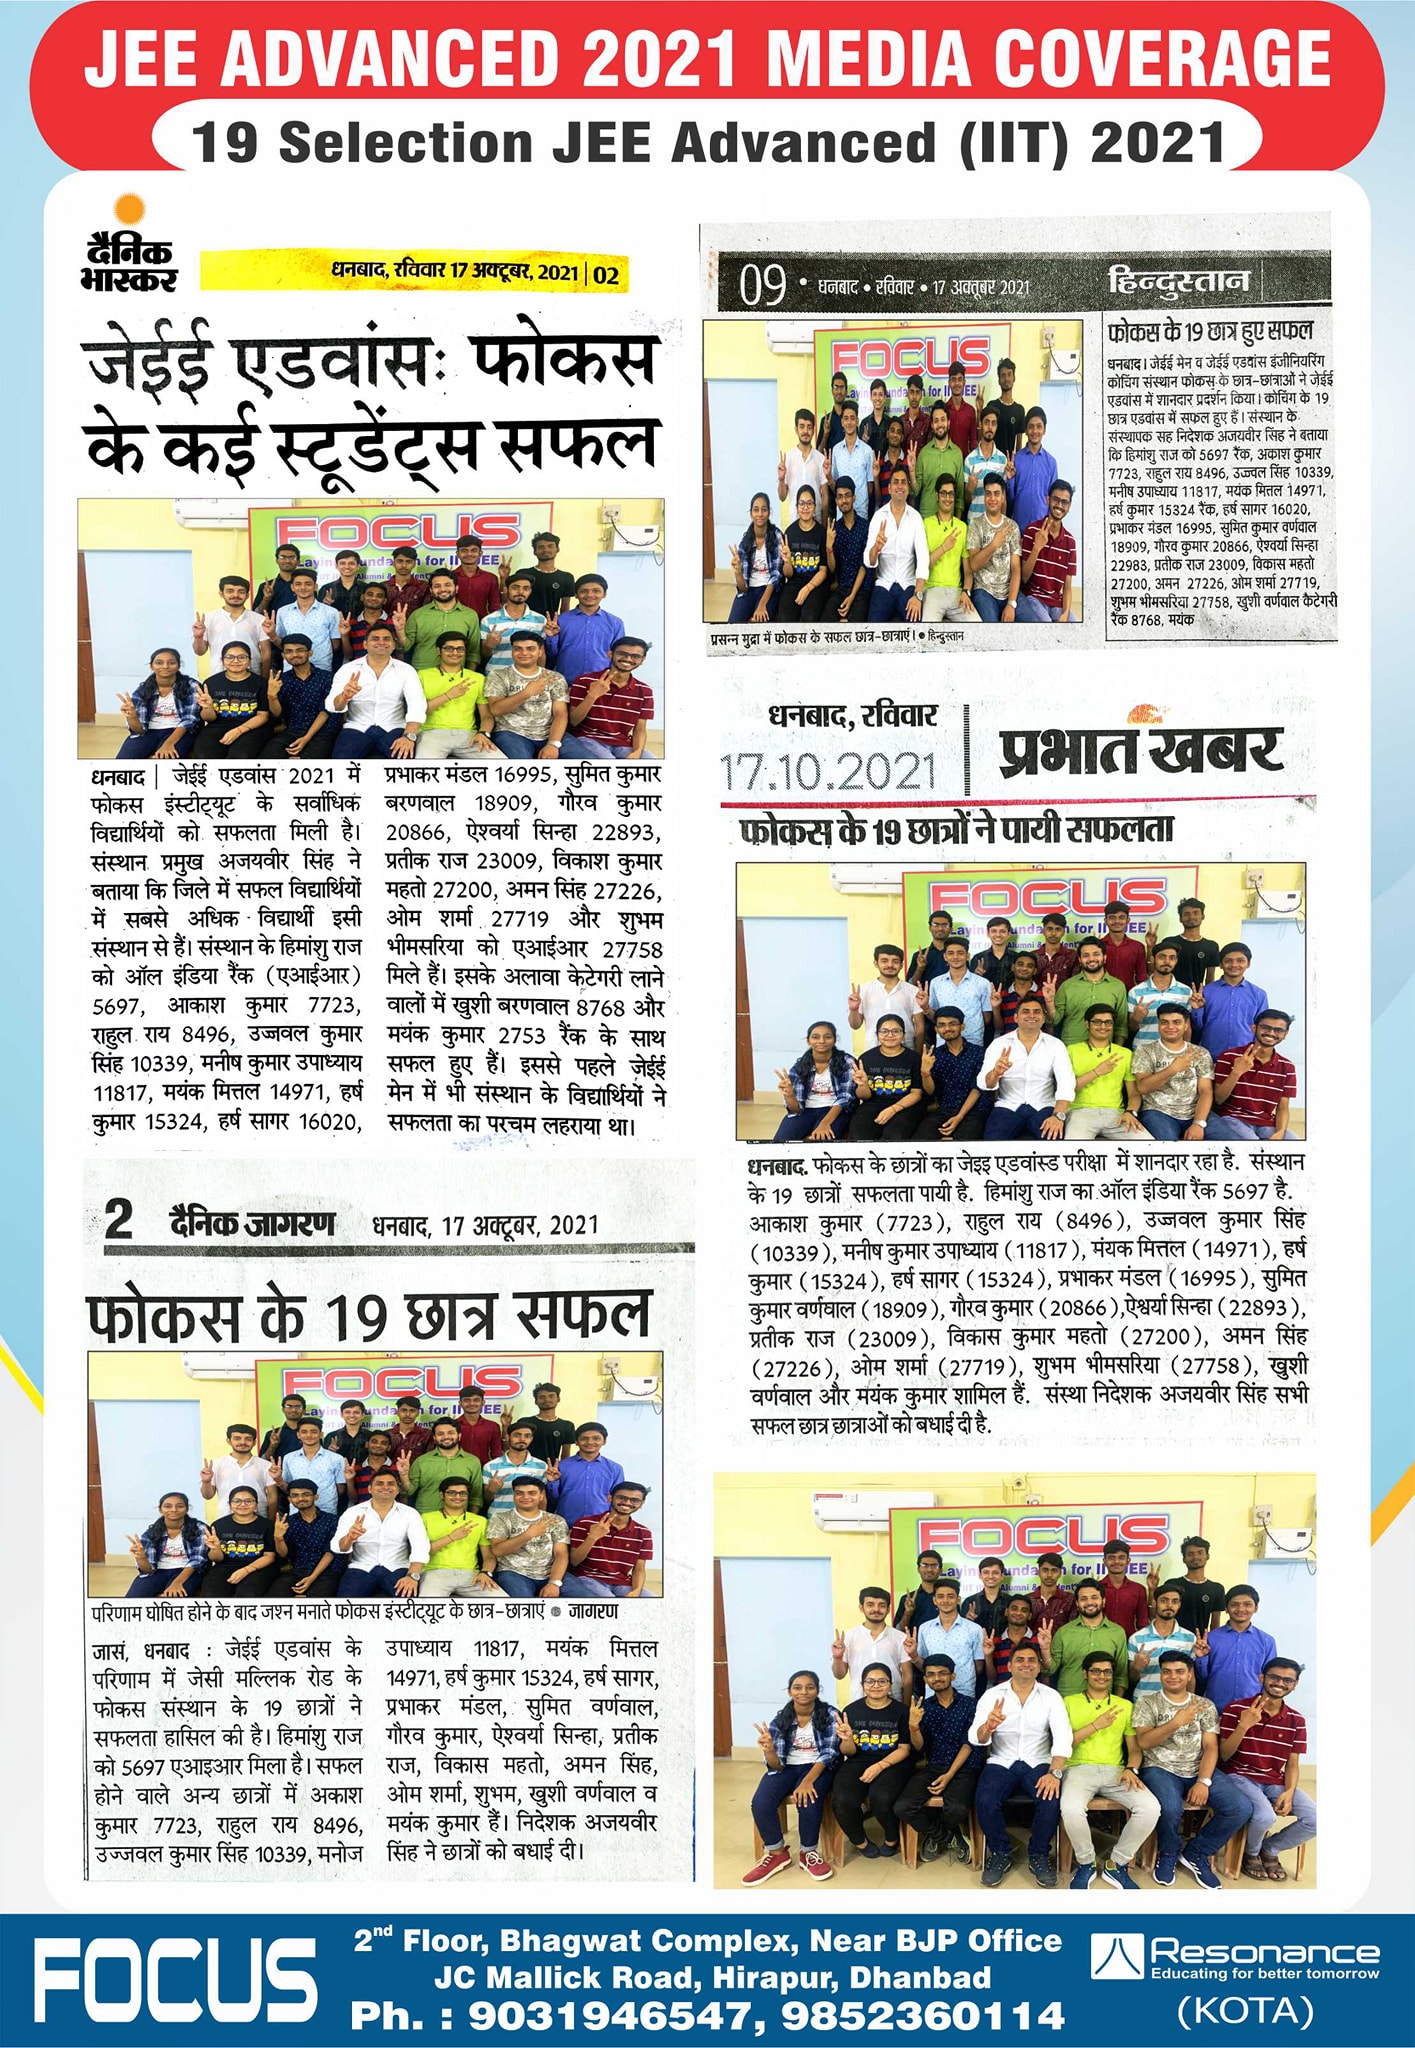 JEE ADVANCED 2021 MEDIA COVERAGE
19 Selection JEE Advanced (IIT) 2021
दैनिक
भास्कर
धनबाद, रविवार 17 अक्टूबर, 2021 | 02
जेईई एडवांस: फोकस
के कई स्टूडेंट्स सफल
FOCUS
धनबाद | जेईई एडवांस 2021 में
फोकस इंस्टीट्यूट के सर्वाधिक
विद्यार्थियों को सफलता मिली है।
संस्थान प्रमुख अजयवीर सिंह ने
बताया कि जिले में सफल विद्यार्थियों
में सबसे अधिक विद्यार्थी इसी
संस्थान से हैं। संस्थान के हिमांशु राज
को ऑल इंडिया रैंक (एआईआर)
5697, आकाश कुमार 7723,
राहुल राय 8496, उज्जवल कुमार
सिंह 10339, मनीष कुमार उपाध्याय
11817, मयंक मित्तल 14971, हर्ष
कुमार 15324, हर्ष सागर 16020,
प्रभाकर मंडल 16995, सुमित कुमार
बरणवाल 18909, गौरव कुमार
20866, ऐश्वर्या सिन्हा 22893,
प्रतीक राज 23009, विकाश कुमार
महतो 27200, अमन सिंह 27226,
ओम शर्मा 27719 और शुभम
भीमसरिया को एआईआर 27758
मिले हैं। इसके अलावा केटेगरी लाने
वालों में खुशी बरणवाल 8768 और
मयंक कुमार 2753 रैंक के साथ
सफल हुए हैं। इससे पहले जेईई
मेन में भी संस्थान के विद्यार्थियों ने
सफलता का परचम लहराया था।
2 दैनिक जागरण धनबाद, 17 अक्टूबर, 2021
फोकस के 19 छात्र सफल
FOCUS
परिणाम घोषित होने के बाद जश्न मनाते फोकस इंस्टीट्यूट के छात्र-छात्राएं ● जागरण
जासं, धनबाद : जेईई एडवांस के
परिणाम में जेसी मल्लिक रोड के
फोकस संस्थान के 19 छात्रों ने
सफलता हासिल की है। हिमांशु राज
को 5697 एआइआर मिला है। सफल
होने वाले अन्य छात्रों में अकाश
कुमार 7723, राहुल राय 8496,
उज्जवल कुमार सिंह 10339, मनोज
उपाध्याय 11817, मयंक मित्तल
14971, हर्ष कुमार 15324, हर्ष सागर,
प्रभाकर मंडल, सुमित वर्णवाल,
गौरव कुमार, ऐश्वर्या सिन्हा, प्रतीक
राज, विकास महतो, अमन सिंह,
ओम शर्मा, शुभम, खुशी वर्णवाल व
मयंक कुमार हैं। निदेशक अजयवीर
सिंह ने छात्रों को बधाई दी।
09 • धनबाद • रविवार • 17 अक्तूबर 2021 हिन्दुस्तान
FOCUS
प्रसन्न मुद्रा में फोकस के सफल छात्र-छात्राएं। ● हिन्दुस्तान
फोकस के 19 छात्र हुए सफल
धनबाद। जेईई मेन व जेईई एडवांस इंजीनियरिंग
कोचिंग संस्थान फोकस के छात्र-छात्राओं ने जेईई
एडवांस में शानदार प्रदर्शन किया। कोचिंग के 19
छात्र एडवांस में सफल हुए हैं। संस्थान के
संस्थापक सह निदेशक अजयवीर सिंह ने बताया
कि हिमांशु राज को 5697 रैंक, अकाश कुमार
7723, राहुल राय 8496, उज्ज्वल सिंह 10339,
मनीष उपाध्याय 11817, मयंक मित्तल 14971,
हर्ष कुमार 15324 रैंक, हर्ष सागर 16020,
प्रभाकर मंडल 16995, सुमित कुमार वर्णवाल
18909, गौरव कुमार 20866, ऐश्वर्या सिन्हा
22983, प्रतीक राज 23009, विकास महतो
27200, अमन 27226, ओम शर्मा 27719,
शुभम भीमसरिया 27758, खुशी वर्णवाल कैटेगरी
रैंक 8768, मयंक
धनबाद, रविवार
17.10.2021
प्रभात खबर
फोकस के 19 छात्रों ने पायी सफलता
FOCUS
धनबाद. फोकस के छात्रों का जेइइ एडवांस्ड परीक्षा में शानदार रहा है. संस्थान
के 19 छात्रों सफलता पायी है. हिमांशु राज का ऑल इंडिया रैंक 5697 है.
आकाश कुमार (7723), राहुल राय (8496), उज्जवल कुमार सिंह
(10339), मनीष कुमार उपाध्याय (11817), मंयक मित्तल (14971), हर्ष
कुमार (15324), हर्ष सागर (15324), प्रभाकर मंडल (16995), सुमित
कुमार वर्णवाल (18909), गौरव कुमार (20866), ऐश्वर्या सिन्हा (22893),
प्रतीक राज (23009), विकास कुमार महतो (27200), अमन सिंह
(27226), ओम शर्मा (27719), शुभम भीमसरिया (27758), खुशी
वर्णवाल और मयंक कुमार शामिल हैं. संस्था निदेशक अजयवीर सिंह सभी
सफल छात्र छात्राओं को बधाई दी है.
FOCUS
FOCUS
2nd Floor, Bhagwat Complex, Near BJP Office
JC Mallick Road, Hirapur, Dhanbad
Ph. : 9031946547, 9852360114
Resonance
Educating for better tomorrow
(KOTA)